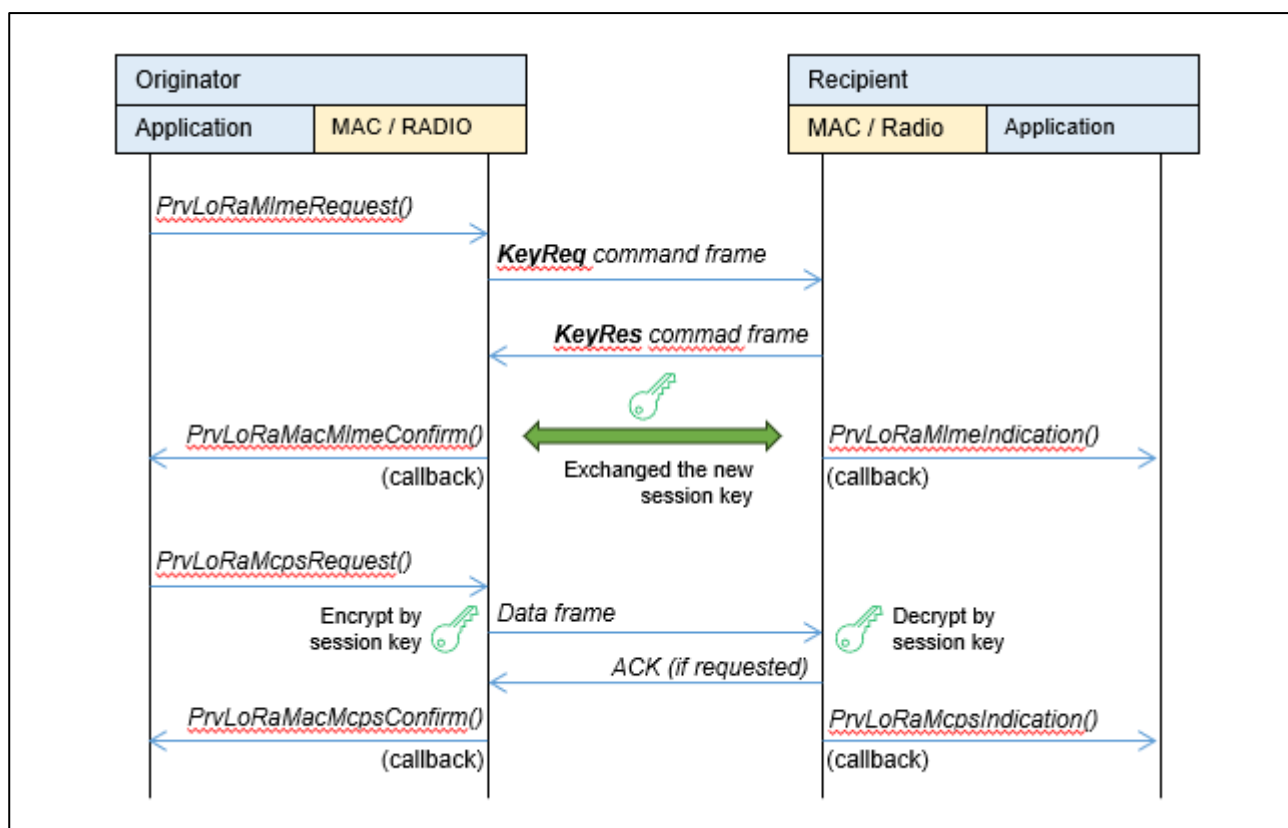 Originator
Recipient
Application
MAC / RADIO
MAC / Radio
Application
PrvLoRaMlmeRequest()
KeyReq command frame
KeyRes commad frame
PrvLoRaMacMlmeConfirm()
(callback)
Exchanged the new
session key
PrvLoRaMlmeIndication()
(callback)
PrvLoRaMcpsRequest()
Encrypt by
session key
Data frame
Decrypt by
session key
ACK (if requested)
PrvLoRaMacMcpsConfirm()
(callback)
PrvLoRaMcpsIndication()
(callback)